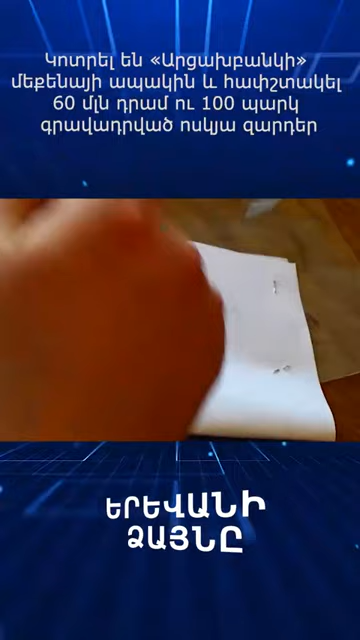 Կոտրել են «Արցախբանկի»
մեքենայի ապակին և հափշտակել
60 մլն դրամ ու 100 պարկ
գրավադրված ոսկյա զարդեր
ԵՐԵՎԱՆԻ
ՁԱՅՆԸ